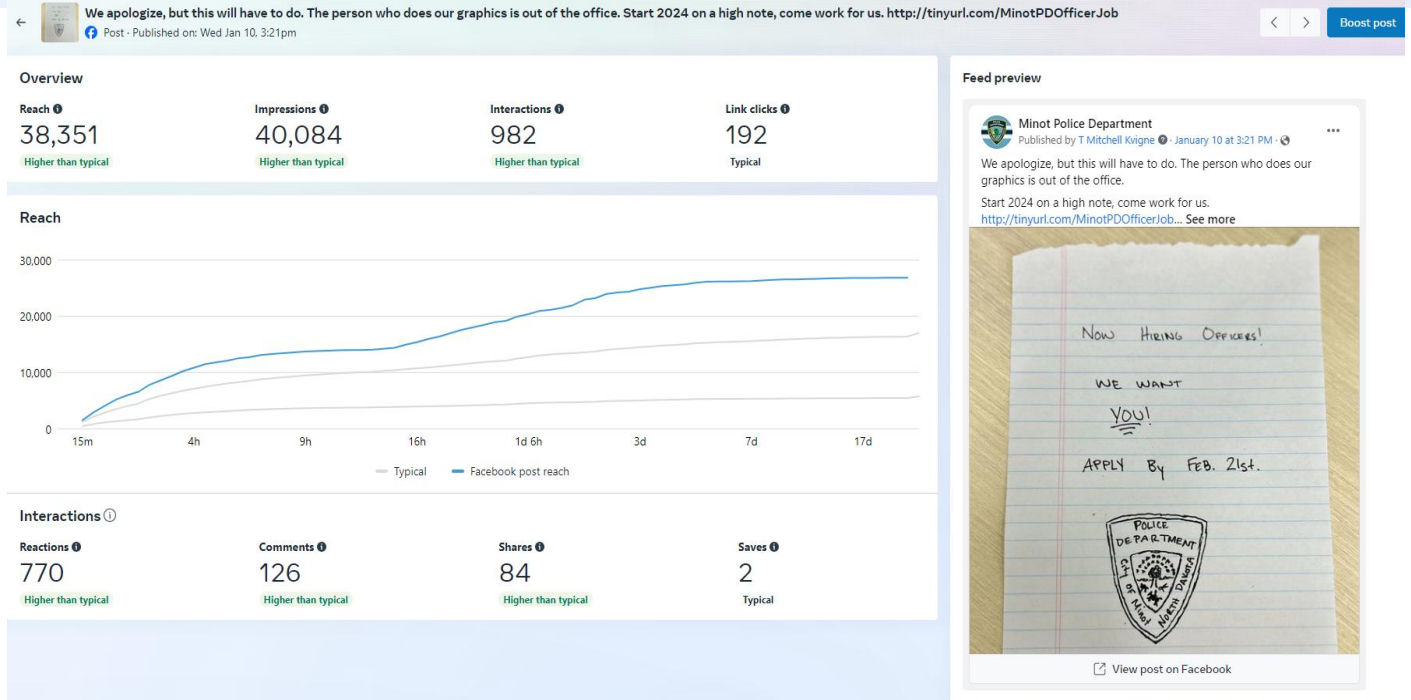 We apologize, but this will have to do. The person who does our graphics is out of the office. Start 2024 on a high note, come work for us. http://tinyurl.com/MinotPDOfficerJob
Post · Published on: Wed Jan 10, 3:21pm
Boost post
Overview
Reach
38,351
Higher than typical
Impressions
40,084
Higher than typical
Interactions
982
Higher than typical
Link clicks
192
Typical
Reach
30,000
20,000
10,000
0
15m 4h 9h 16h 1d 6h 3d 7d 17d
Typical Facebook post reach
Interactions
Reactions
770
Higher than typical
Comments
126
Higher than typical
Shares
84
Higher than typical
Saves
2
Typical
Feed preview
Minot Police Department
Published by T Mitchell Kvigne · January 10 at 3:21 PM ·
We apologize, but this will have to do. The person who does our
graphics is out of the office.
Start 2024 on a high note, come work for us.
http://tinyurl.com/MinotPDOfficerJob... See more
NOW HIRING OFFICERS!
WE WANT
YOU!
APPLY By FEB. 21st.
POLICE
DEPARTMENT
CITY OF MINOT NORTH DAKOTA
View post on Facebook